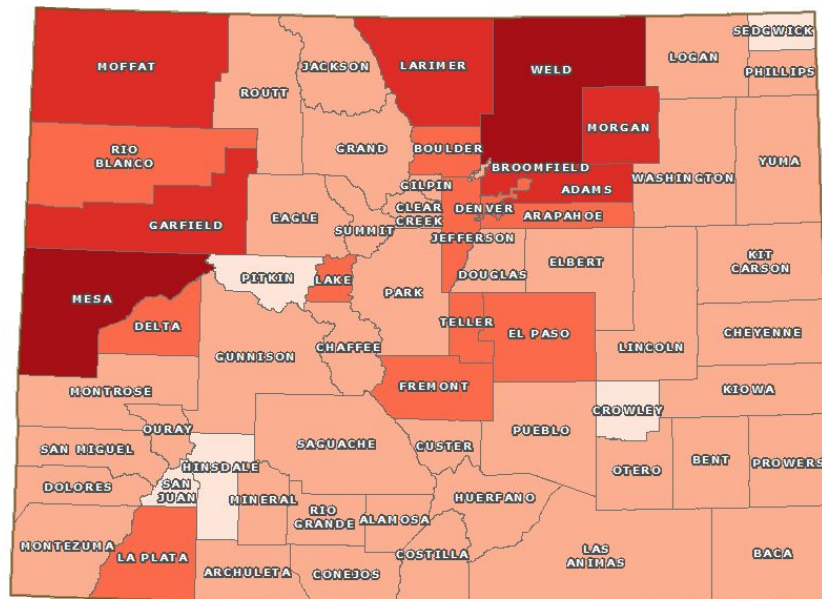 SEDGWICK
LOGAN
MOFFAT
LARIMER
WELD
JACKSON
PHILLIPS
ROUTT
MORGAN
RIO
BLANCO
GRAND
BOULDER
YUMA
WASHINGTON
BROOMFIELD
GILPIN
ADAMS
CLEAR
CREEK
DENVER
ARAPAHOE
GARFIELD
EAGLE
SUMMIT
JEFFERSON
ELBERT
KIT
CARSON
DOUGLAS
PITKIN
LAKE
PARK
MESA
DELTA
TELLER
EL PASO
CHEYENNE
LINCOLN
CHAFFEE
GUNNISON
FREMONT
MONTROSE
KIOWA
CROWLEY
OURAY
PUEBLO
SAGUACHE
CUSTER
SAN MIGUEL
HINSDALE
BENT
PROWERS
OTERO
DOLORES
SAN
JUAN
MINERAL
HUERFANO
RIO
GRANDE
ALAMOSA
MONTEZUMA
LA PLATA
COSTILLA
LAS
ANIMAS
BACA
ARCHULETA
CONEJOS